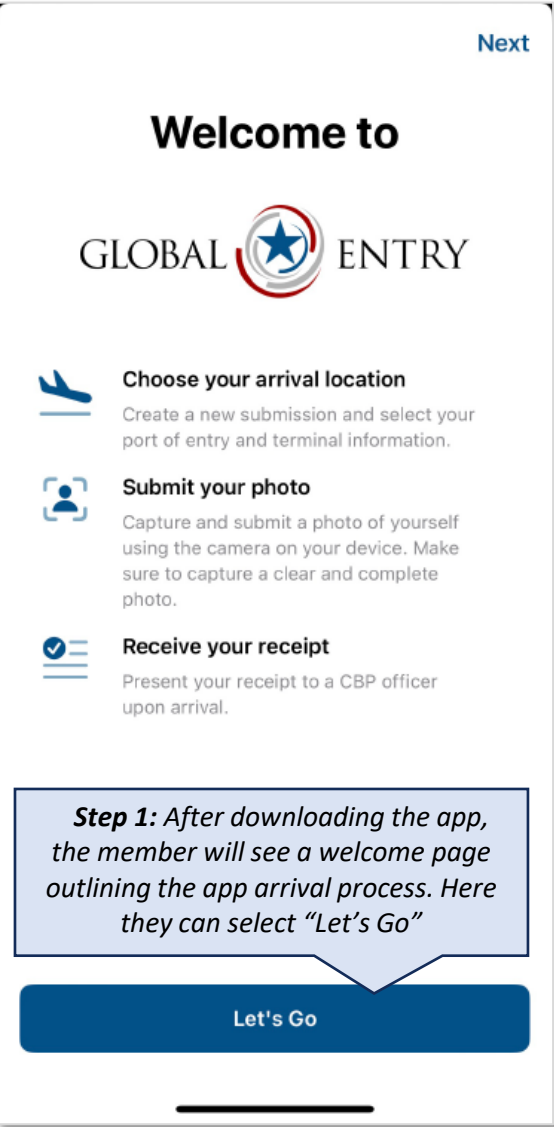 Next
Welcome to
GLOBAL ENTRY
Choose your arrival location
Create a new submission and select your
port of entry and terminal information.
Submit your photo
Capture and submit a photo of yourself
using the camera on your device. Make
sure to capture a clear and complete
photo.
Receive your receipt
Present your receipt to a CBP officer
upon arrival.
Step 1: After downloading the app,
the member will see a welcome page
outlining the app arrival process. Here
they can select “Let’s Go”
Let's Go